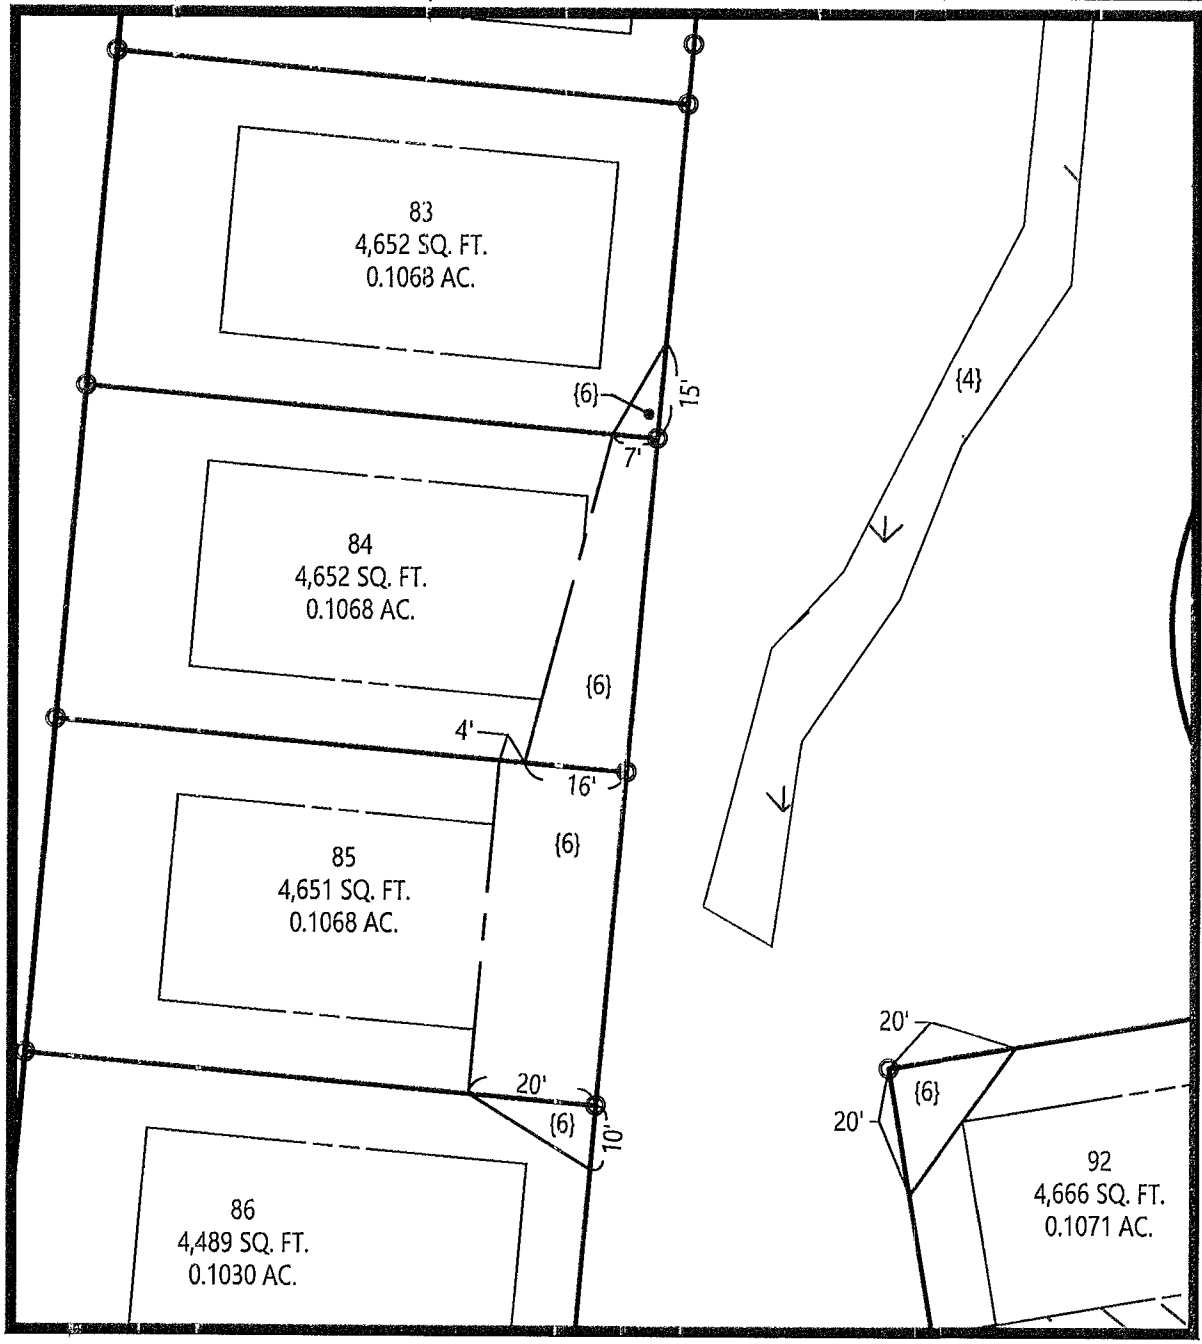 83
4,652 SQ. FT.
0.1068 AC.
{6}
15'
7'
{4}
84
4,652 SQ. FT.
0.1068 AC.
{6}
4'
16'
{6}
85
4,651 SQ. FT.
0.1068 AC.
20'
{6}
10'
86
4,489 SQ. FT.
0.1030 AC.
20'
{6}
20'
92
4,666 SQ. FT.
0.1071 AC.